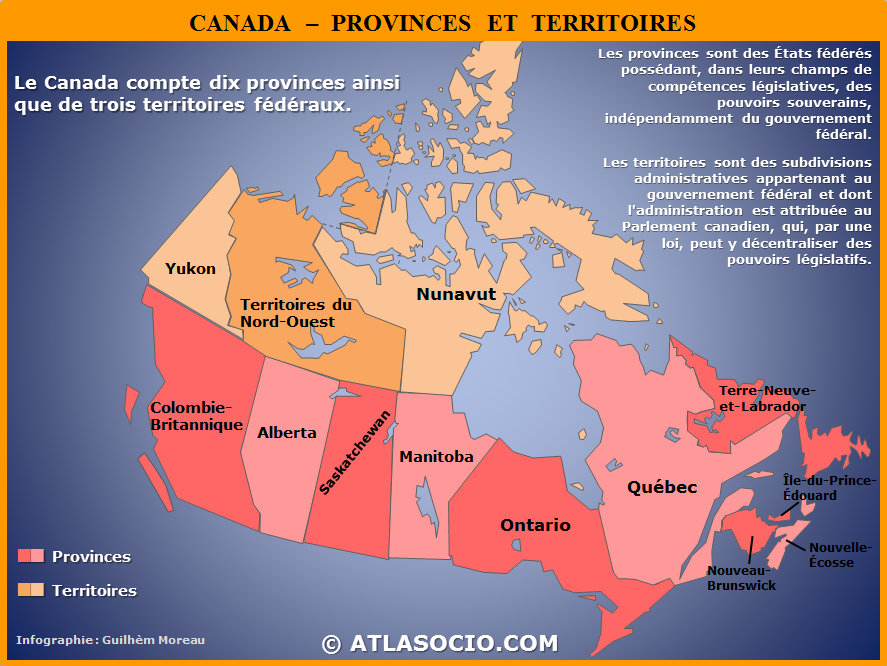 CANADA – PROVINCES ET TERRITOIRES
Le Canada compte dix provinces ainsi
que de trois territoires fédéraux.
Les provinces sont des États fédérés
possédant, dans leurs champs de
compétences législatives, des
pouvoirs souverains,
indépendamment du gouvernement
fédéral.
Les territoires sont des subdivisions
administratives appartenant au
gouvernement fédéral et dont
l'administration est attribuée au
Parlement canadien, qui, par une
loi, peut y décentraliser des
pouvoirs législatifs.
Yukon
Territoires du
Nord-Ouest
Nunavut
Colombie-
Britannique
Alberta
Saskatchewan
Manitoba
Ontario
Québec
Terre-Neuve-
et-Labrador
Île-du-Prince-
Édouard
Nouvelle-
Écosse
Nouveau-
Brunswick
Provinces
Territoires
Infographie : Guilhèm Moreau
© ATLASOCIO.COM